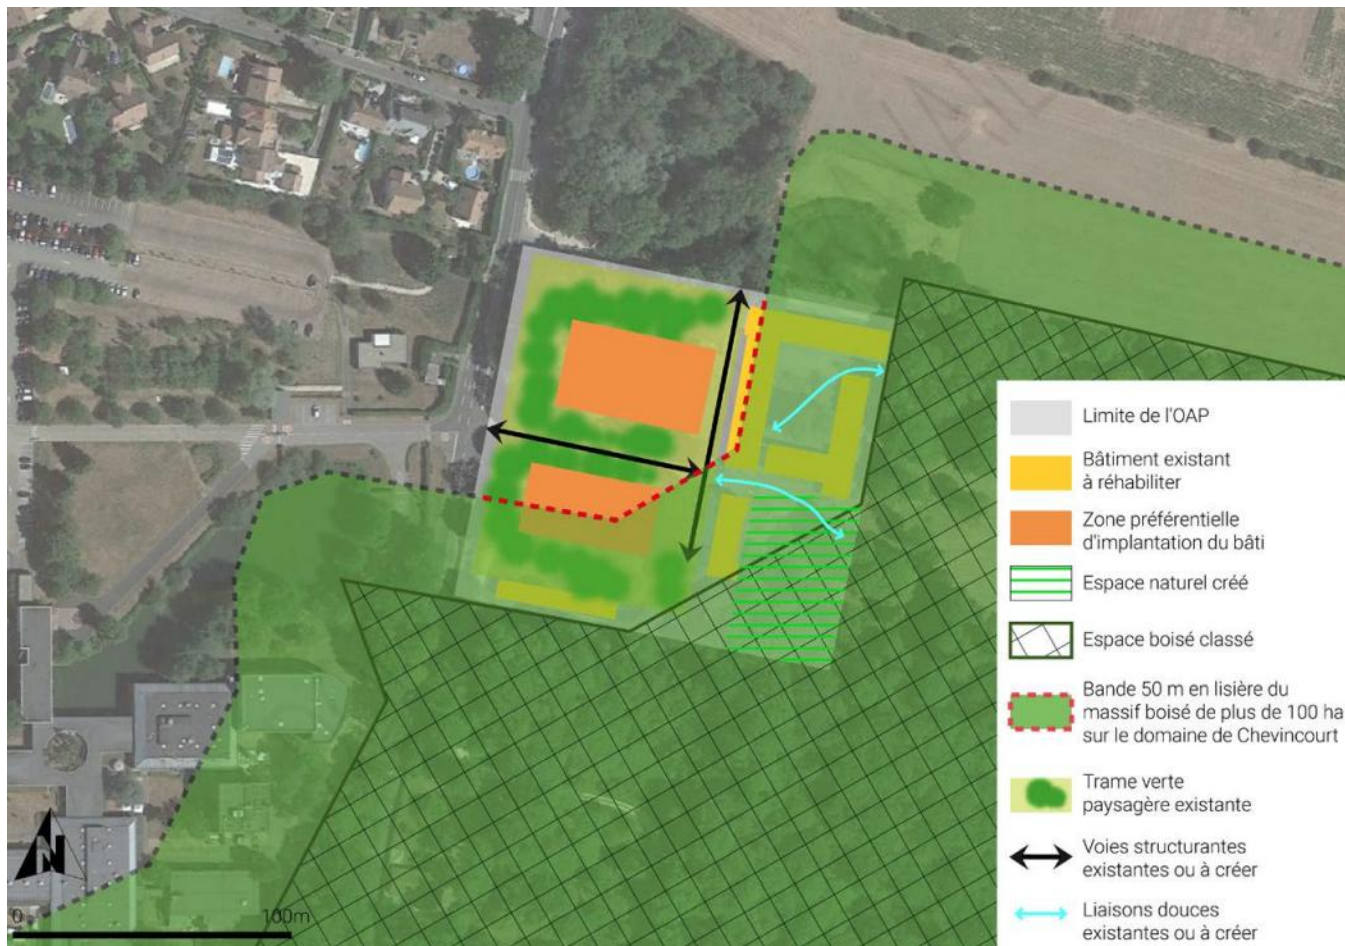 Limite de l'OAP
Bâtiment existant
à réhabiliter
Zone préférentielle
d'implantation du bâti
Espace naturel créé
Espace boisé classé
Bande 50 m en lisière du
massif boisé de plus de 100 ha
sur le domaine de Chevincourt
Trame verte
paysagère existante
Voies structurantes
existantes ou à créer
Liaisons douces
existantes ou à créer
N
0 100m